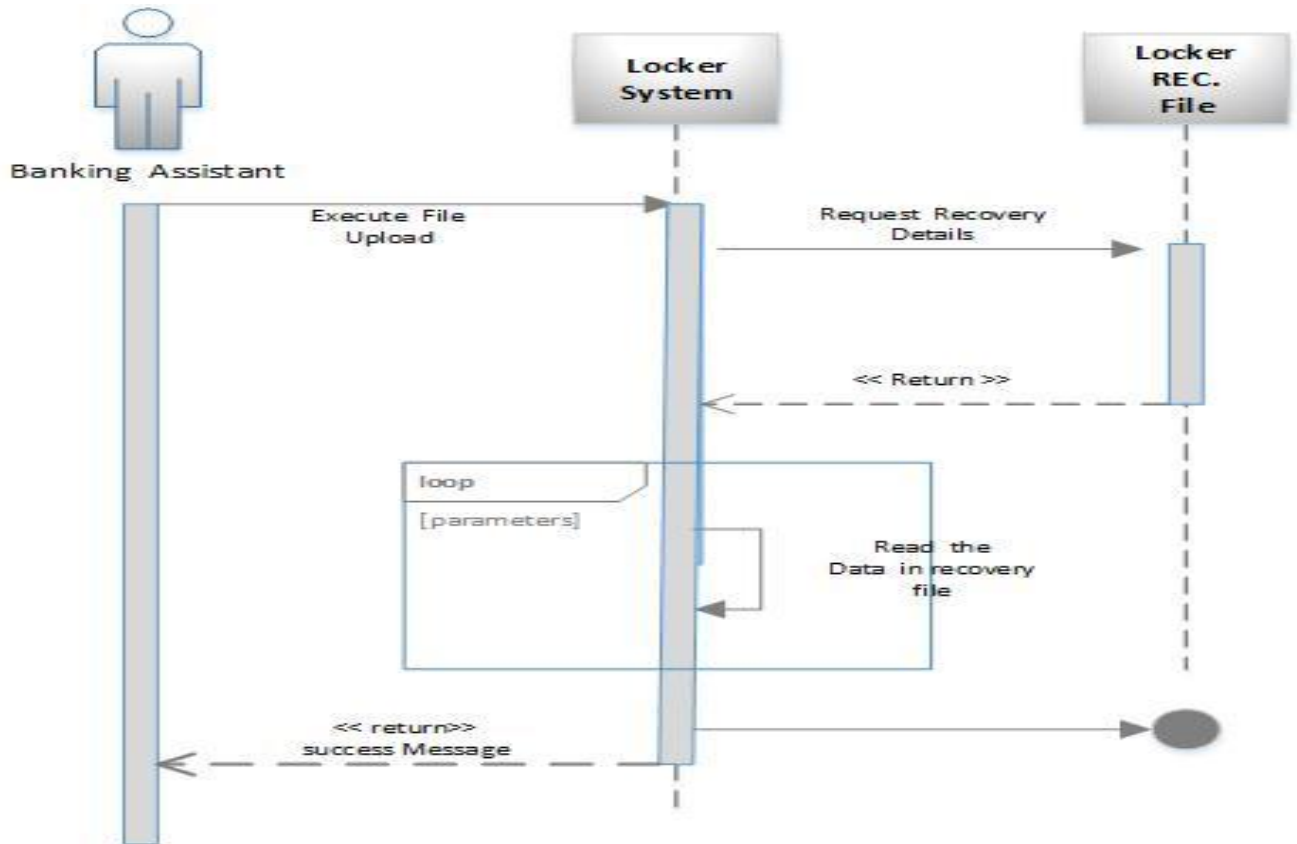 Locker
System
Locker
REC.
File
Banking Assistant
Execute File
Upload
Request Recovery
Details
<< Return >>
loop
[parameters]
Read the
Data in recovery
file
<< return>>
success Message